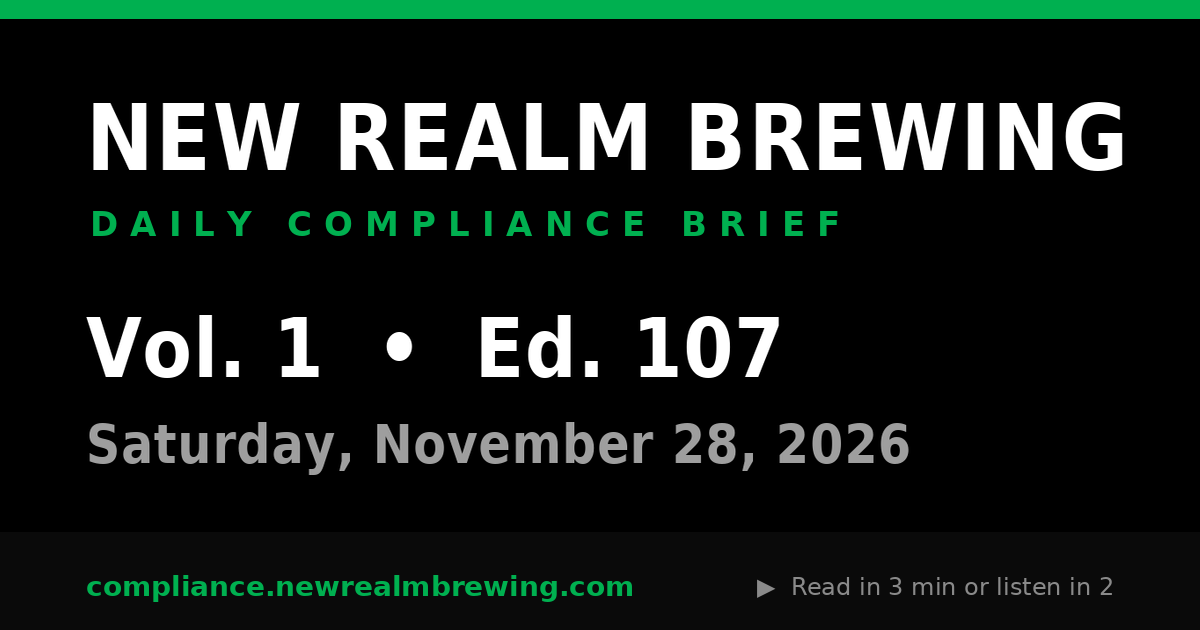 NEW REALM BREWING
DAILY COMPLIANCE BRIEF
Vol. 1 • Ed. 107
Saturday, November 28, 2026
compliance.newrealmbrewing.com
▶ Read in 3 min or listen in 2